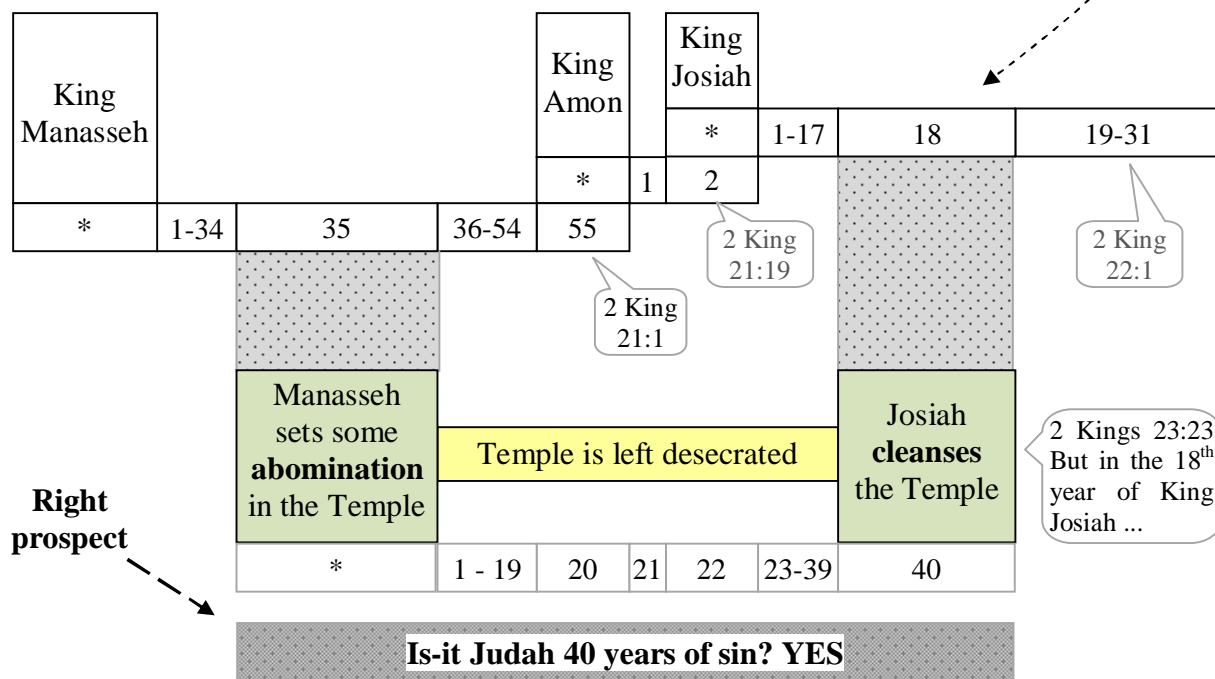 King
Manasseh
King
Amon
King
Josiah
* 1-17 18 19-31
* 1 2
* 1-34 35 36-54 55
2 King
21:19
2 King
22:1
2 King
21:1
Manasseh
sets some
abomination
in the Temple
Temple is left desecrated
Josiah
cleanses
the Temple
2 Kings 23:23
But in the 18th
year of King
Josiah ...
Right
prospect
* 1 - 19 20 21 22 23-39 40
Is-it Judah 40 years of sin? YES